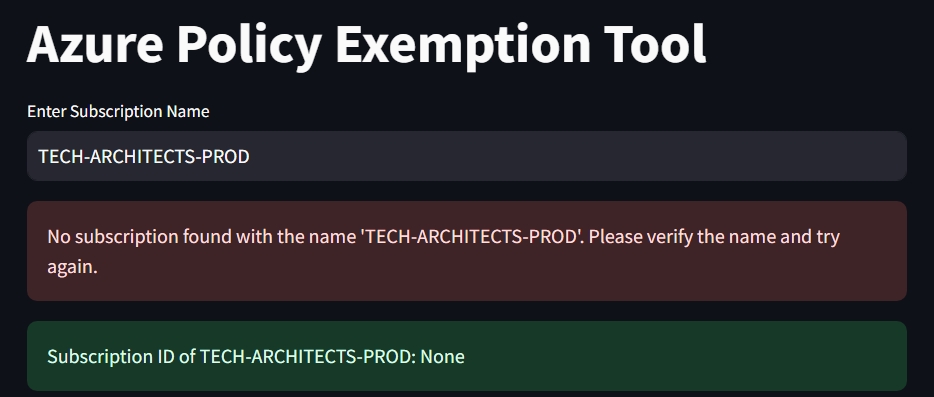 Azure Policy Exemption Tool
Enter Subscription Name
TECH-ARCHITECTS-PROD
No subscription found with the name 'TECH-ARCHITECTS-PROD'. Please verify the name and try
again.
Subscription ID of TECH-ARCHITECTS-PROD: None